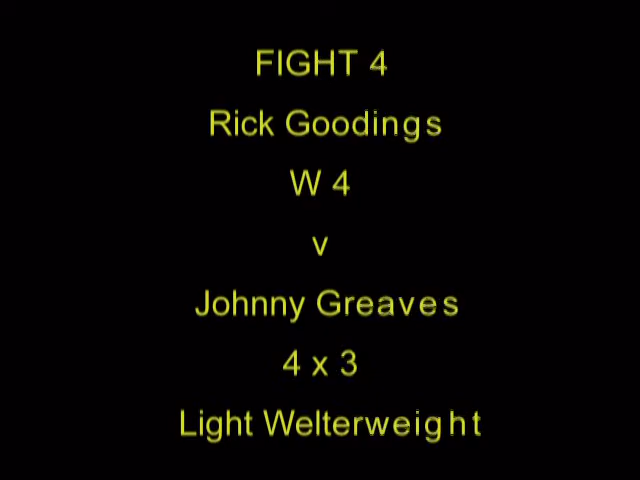 FIGHT 4
Rick Goodings
W 4
v
Johnny Greaves
4 x 3
Light Welterweight